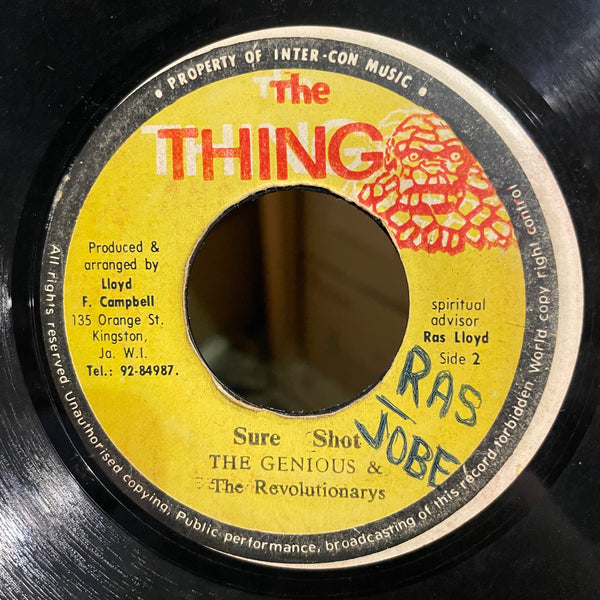 • PROPERTY OF INTER-CON MUSIC •
The
THING
Produced &
arranged by
Lloyd
F. Campbell
135 Orange St.
Kingston,
Ja. W.I.
Tel.: 92-84987.
spiritual
advisor
Ras Lloyd
Side 2
RAS
JOBE
Sure Shot
THE GENIOUS &
The Revolutionarys
All rights reserved Unauthorised copying, Public performance, broadcasting of this record forbidden. World copy right control